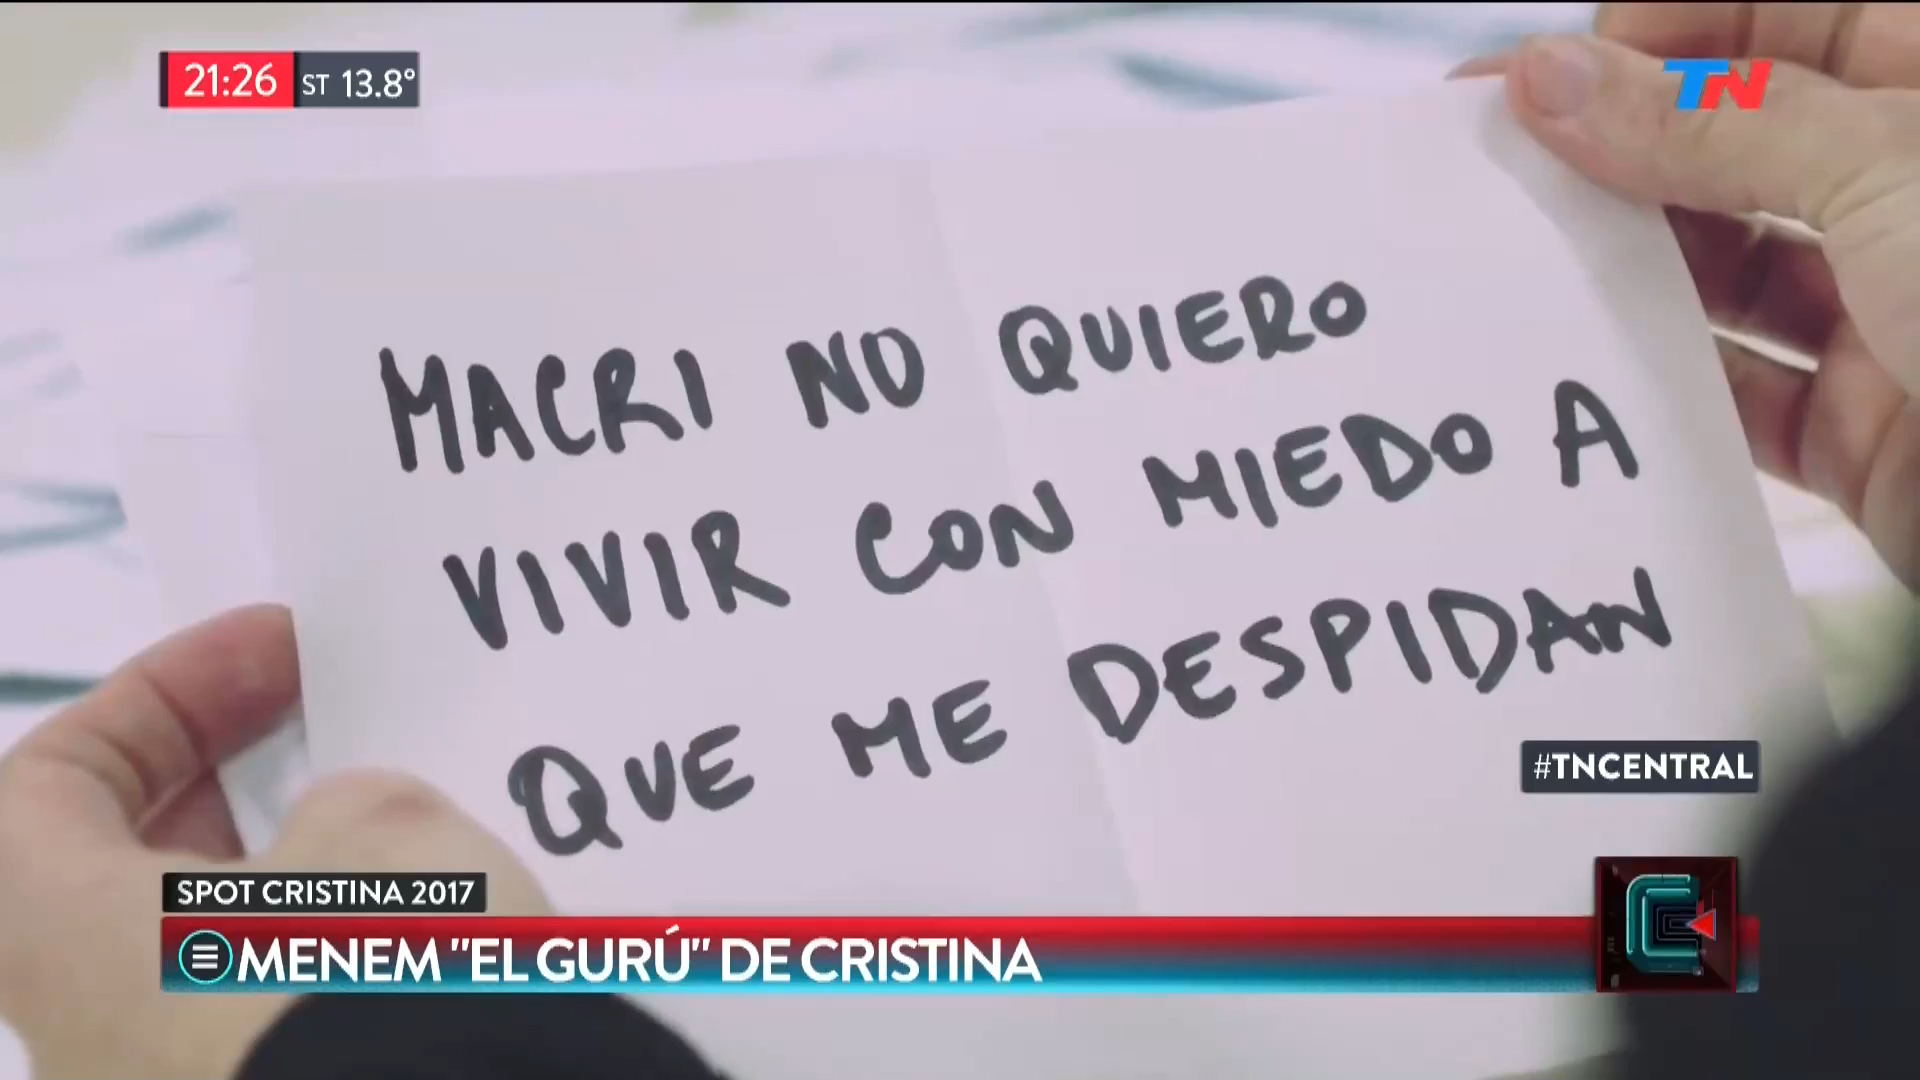 21:26 ST 13.8°
TN
MACRI NO QUIERO
VIVIR CON MIEDO A
QUE ME DESPIDAN
#TNCENTRAL
SPOT CRISTINA 2017
MENEM "EL GURÚ" DE CRISTINA